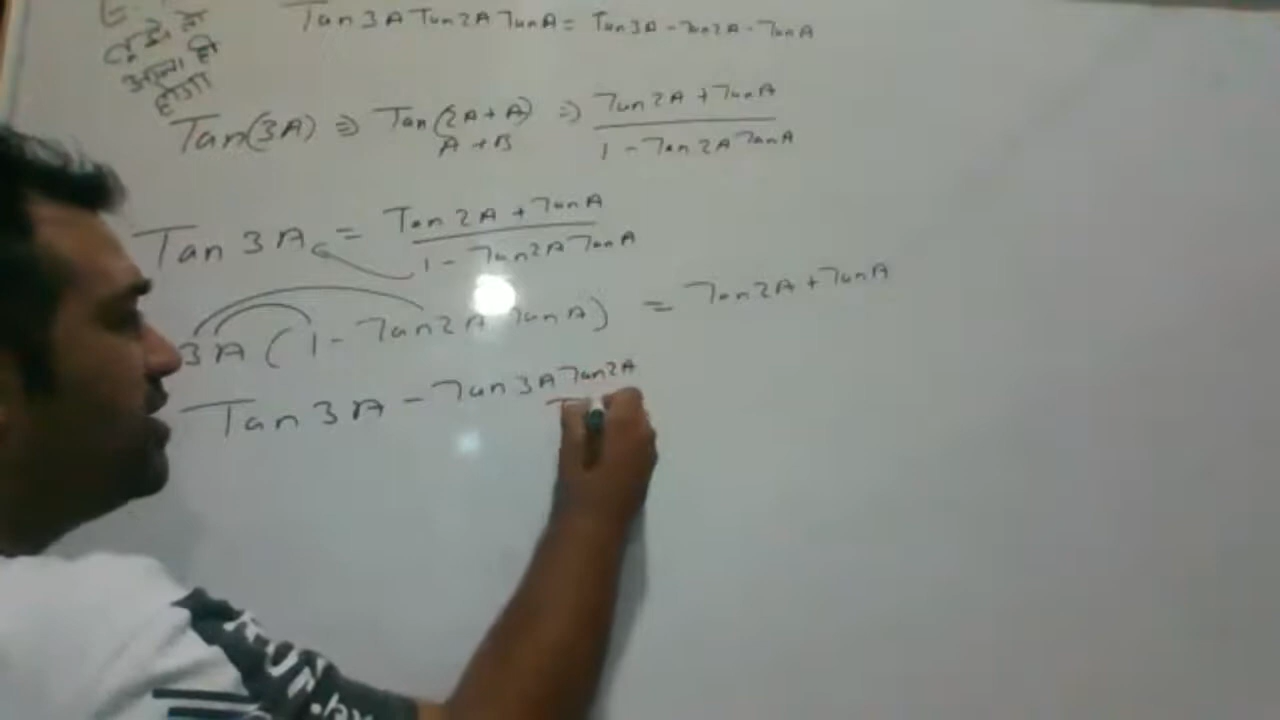 Tan3A Tan2A TanA = Tan3A - Tan2A - TanA
होगा
Tan(3A) ⇒ Tan(2A+A) ⇒ Tan2A + TanA
A + B
1 - Tan2A TanA
Tan 3A = Tan 2A + TanA
1 - Tan2A TanA
3A (1 - Tan2A TanA) = Tan2A + TanA
Tan 3A - Tan 3A Tan2A